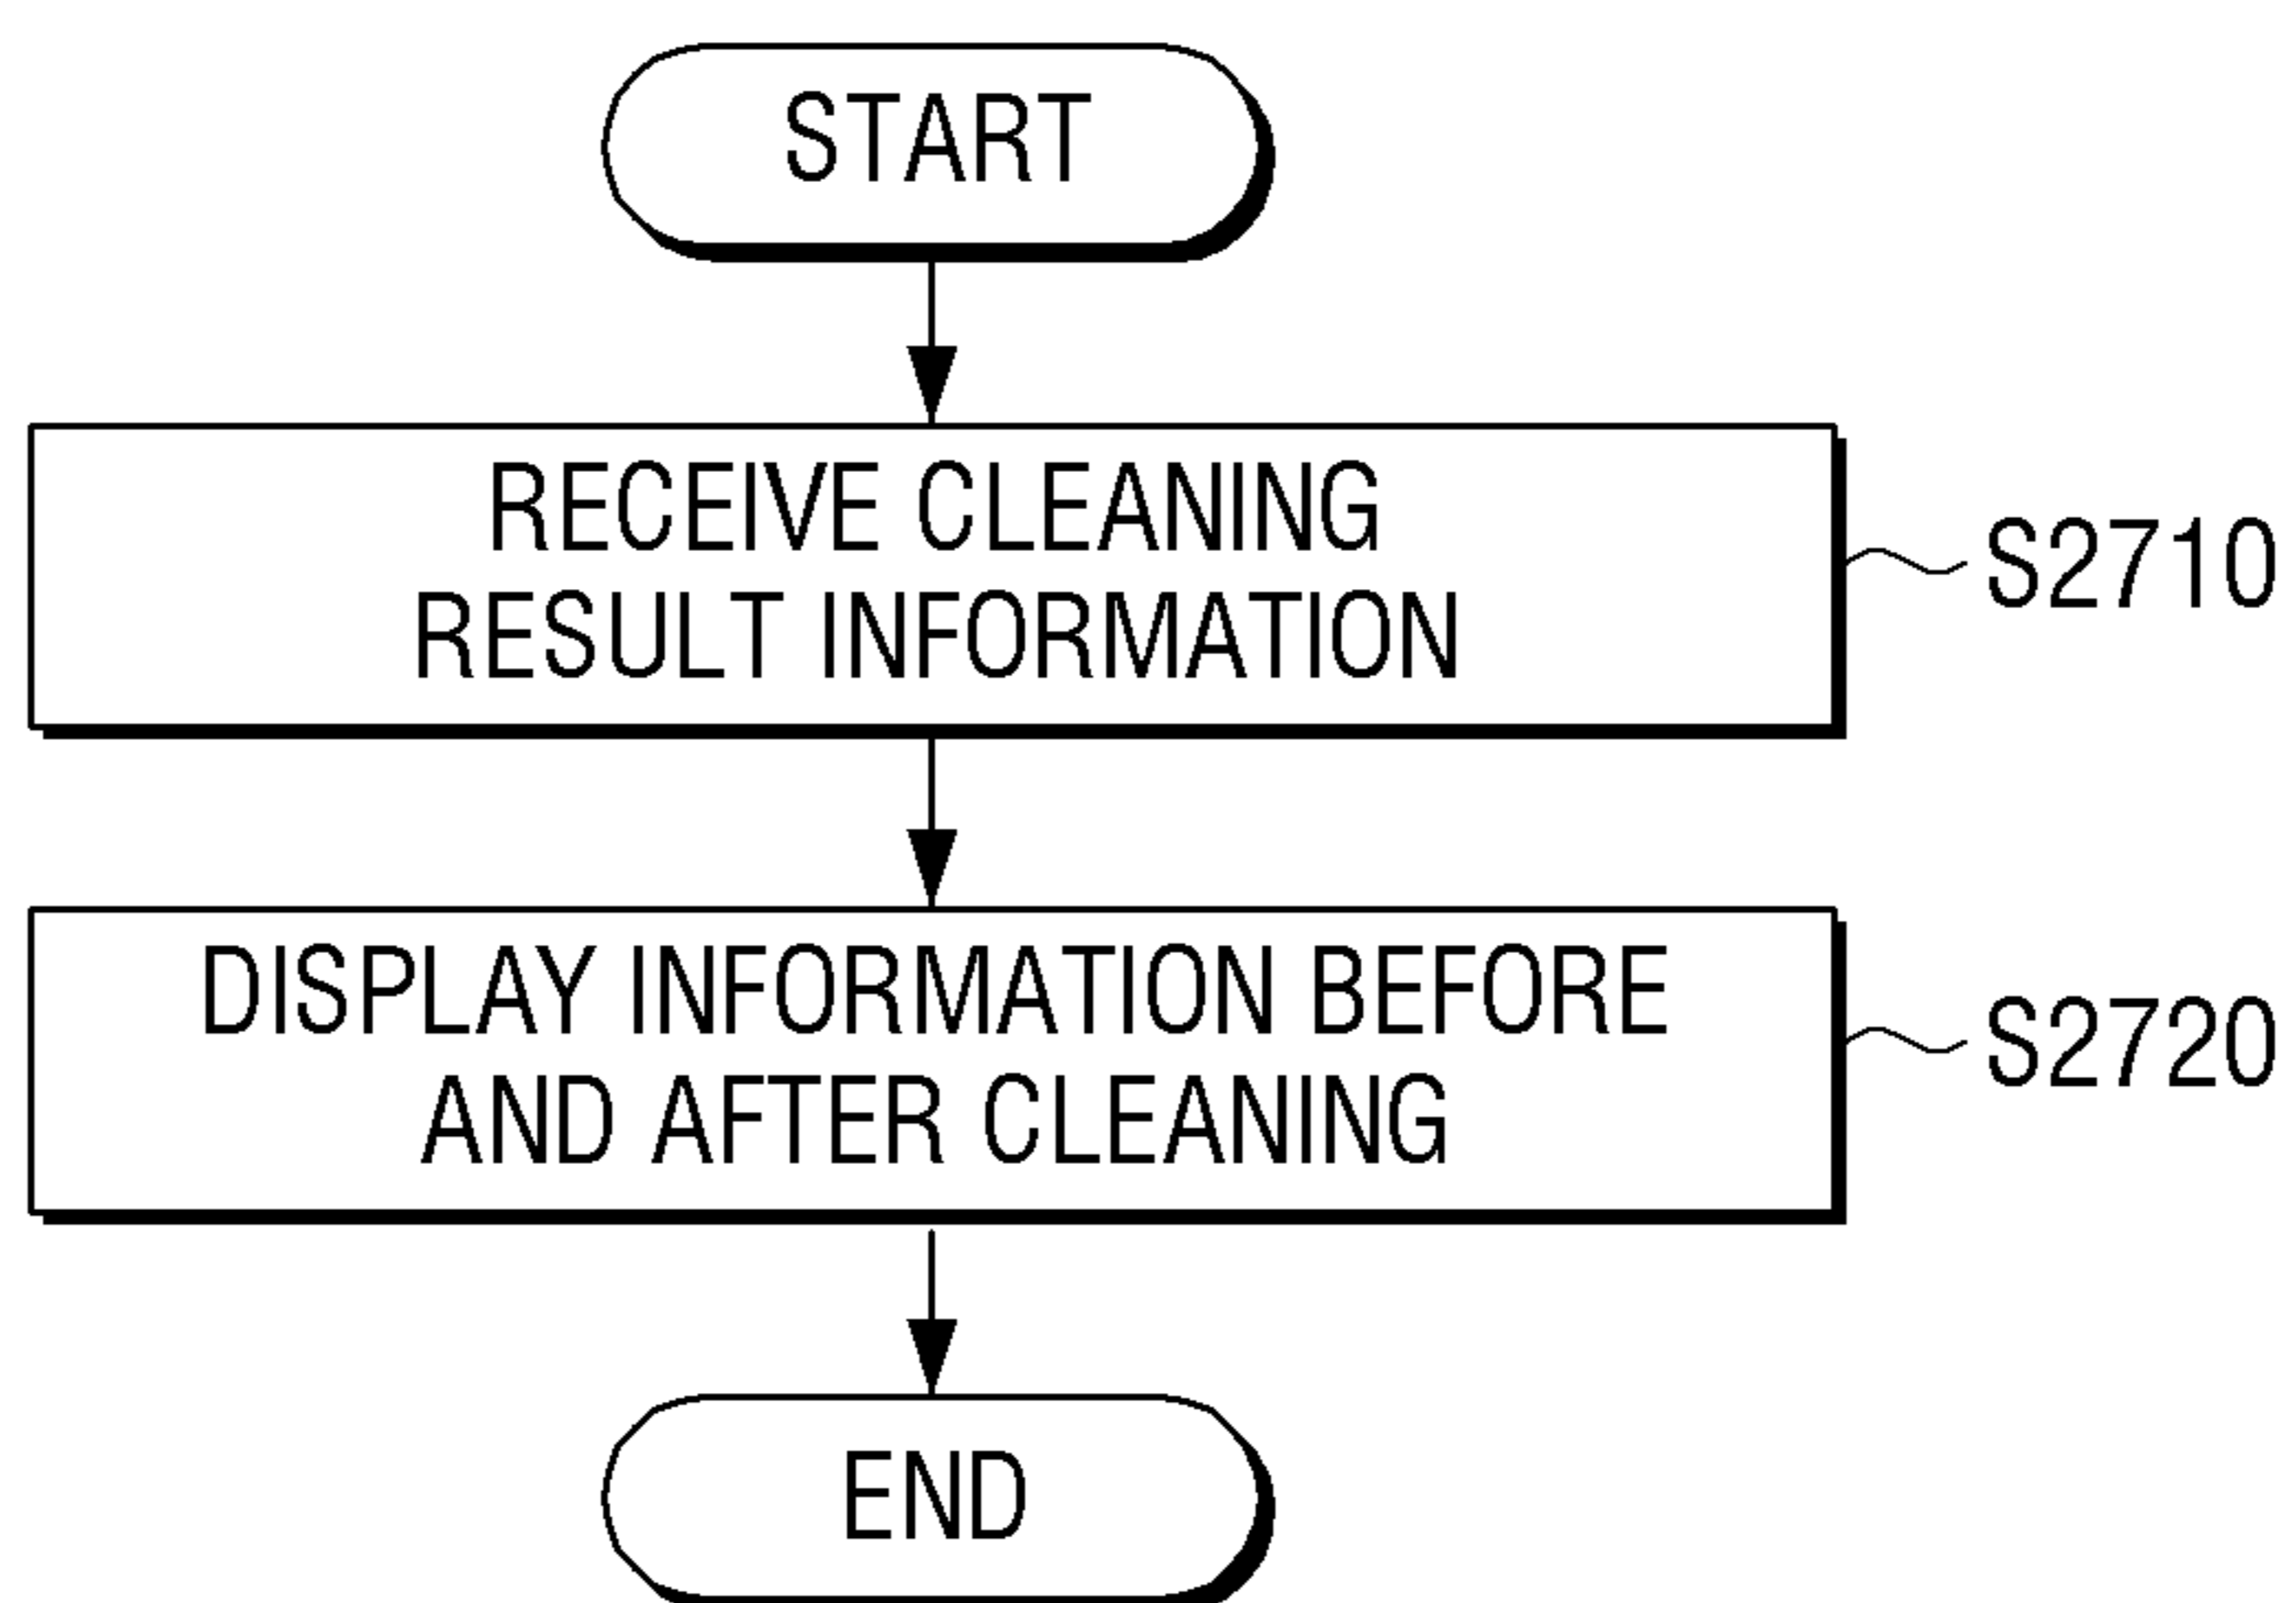 START
RECEIVE CLEANING
RESULT INFORMATION
S2710
DISPLAY INFORMATION BEFORE
AND AFTER CLEANING
S2720
END